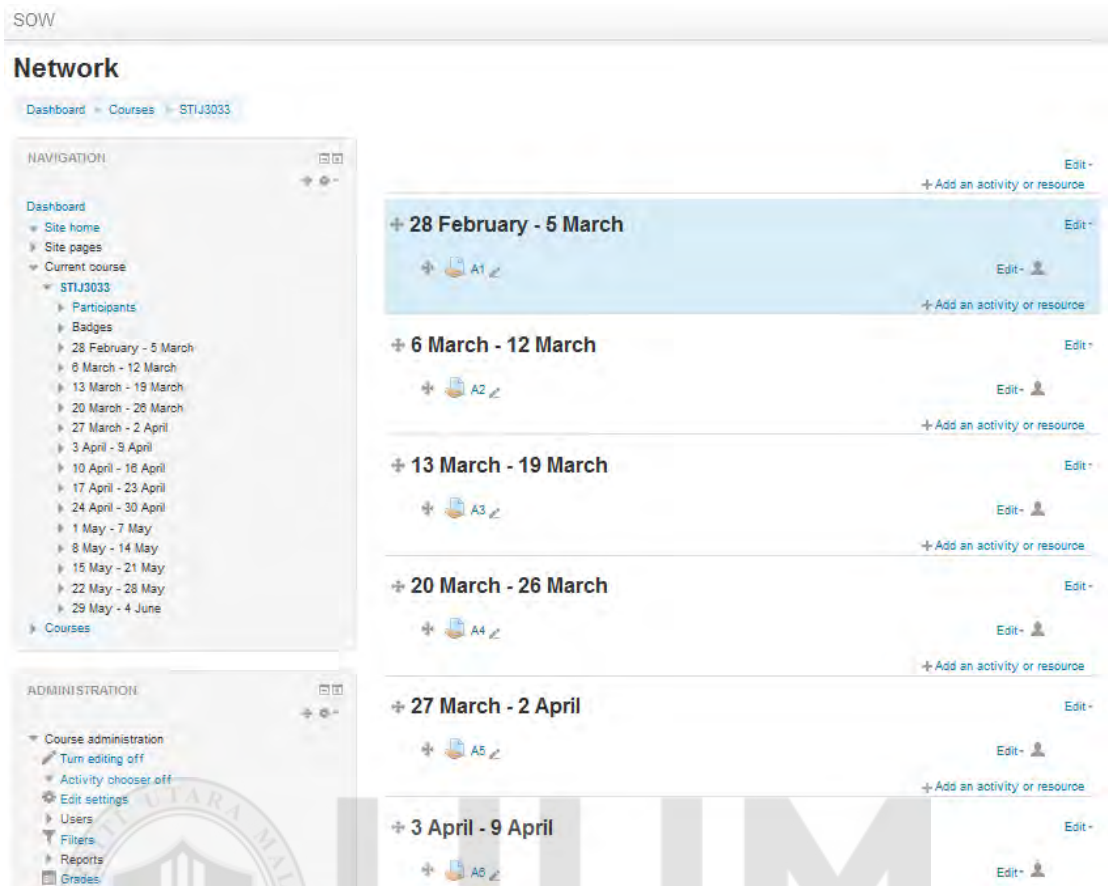 SOW
Network
Dashboard Courses STIJ3033
NAVIGATION
Dashboard
Site home
Site pages
Current course
STIJ3033
Participants
Badges
28 February - 5 March
6 March - 12 March
13 March - 19 March
20 March - 26 March
27 March - 2 April
3 April - 9 April
10 April - 16 April
17 April - 23 April
24 April - 30 April
1 May - 7 May
8 May - 14 May
15 May - 21 May
22 May - 28 May
29 May - 4 June
Courses
ADMINISTRATION
Course administration
Turn editing off
Activity chooser off
Edit settings
Users
Filters
Reports
Grades
Edit
Add an activity or resource
28 February - 5 March Edit
A1 Edit
Add an activity or resource
6 March - 12 March Edit
A2 Edit
Add an activity or resource
13 March - 19 March Edit
A3 Edit
Add an activity or resource
20 March - 26 March Edit
A4 Edit
Add an activity or resource
27 March - 2 April Edit
A5 Edit
Add an activity or resource
3 April - 9 April Edit
A6 Edit
UTARA
UUM